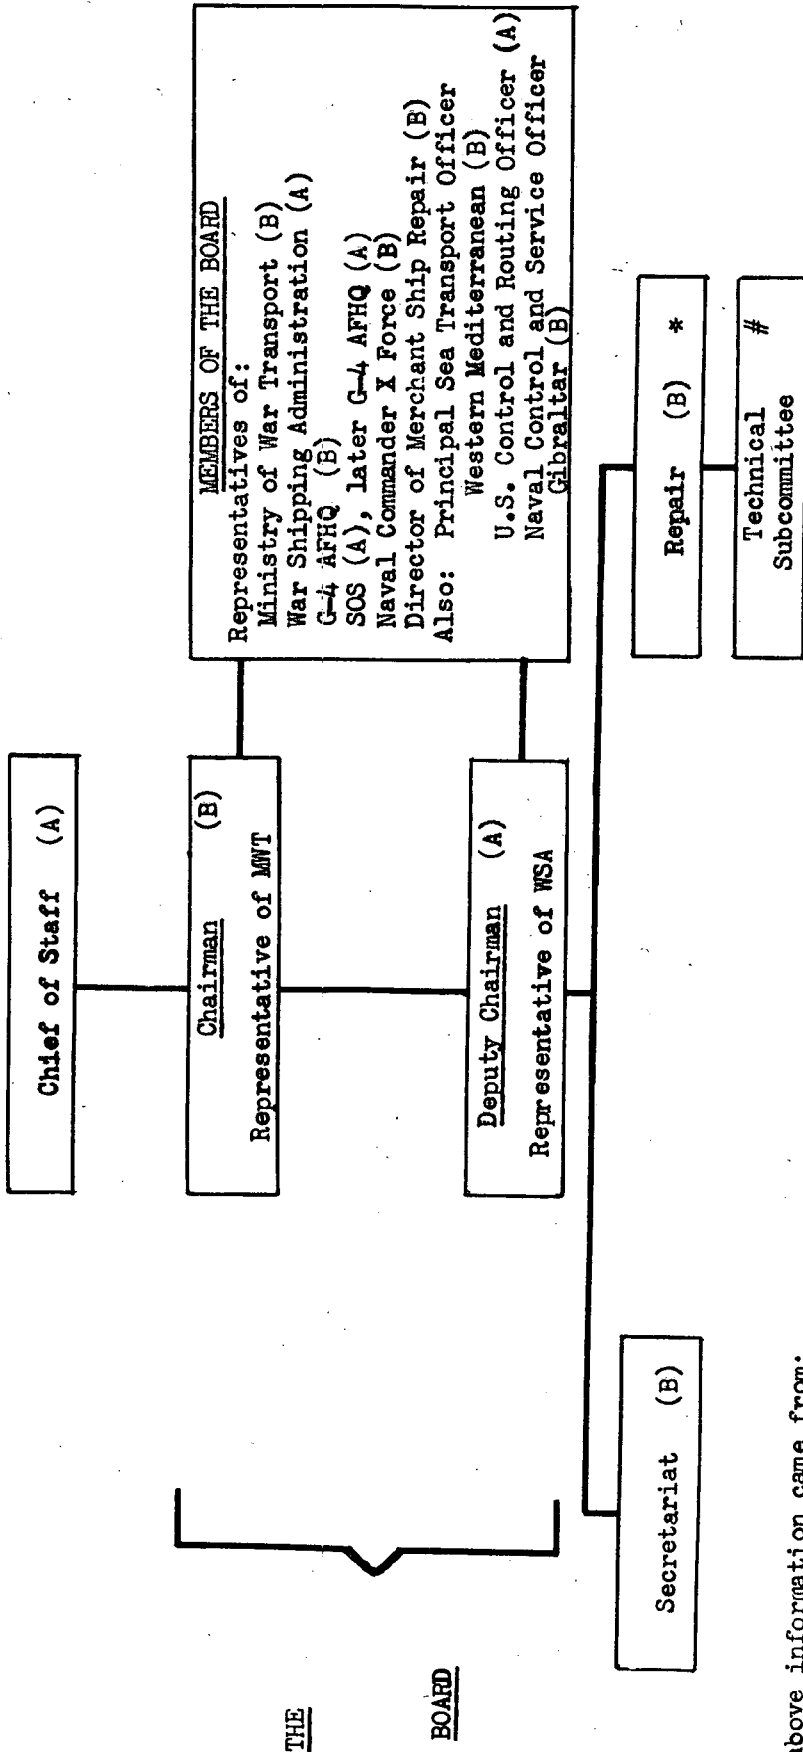 Chief of Staff (A)
THE
BOARD
Chairman (B)
Representative of MWT
Deputy Chairman (A)
Representative of WSA
MEMBERS OF THE BOARD
Representatives of:
Ministry of War Transport (B)
War Shipping Administration (A)
G-4 AFHQ (B)
SOS (A), later G-4 AFHQ (A)
Naval Commander X Force (B)
Director of Merchant Ship Repair (B)
Also: Principal Sea Transport Officer
Western Mediterranean (B)
U.S. Control and Routing Officer (A)
Naval Control and Service Officer
Gibraltar (B)
Secretariat (B)
Repair (B) *
Technical #
Subcommittee
above information came from: